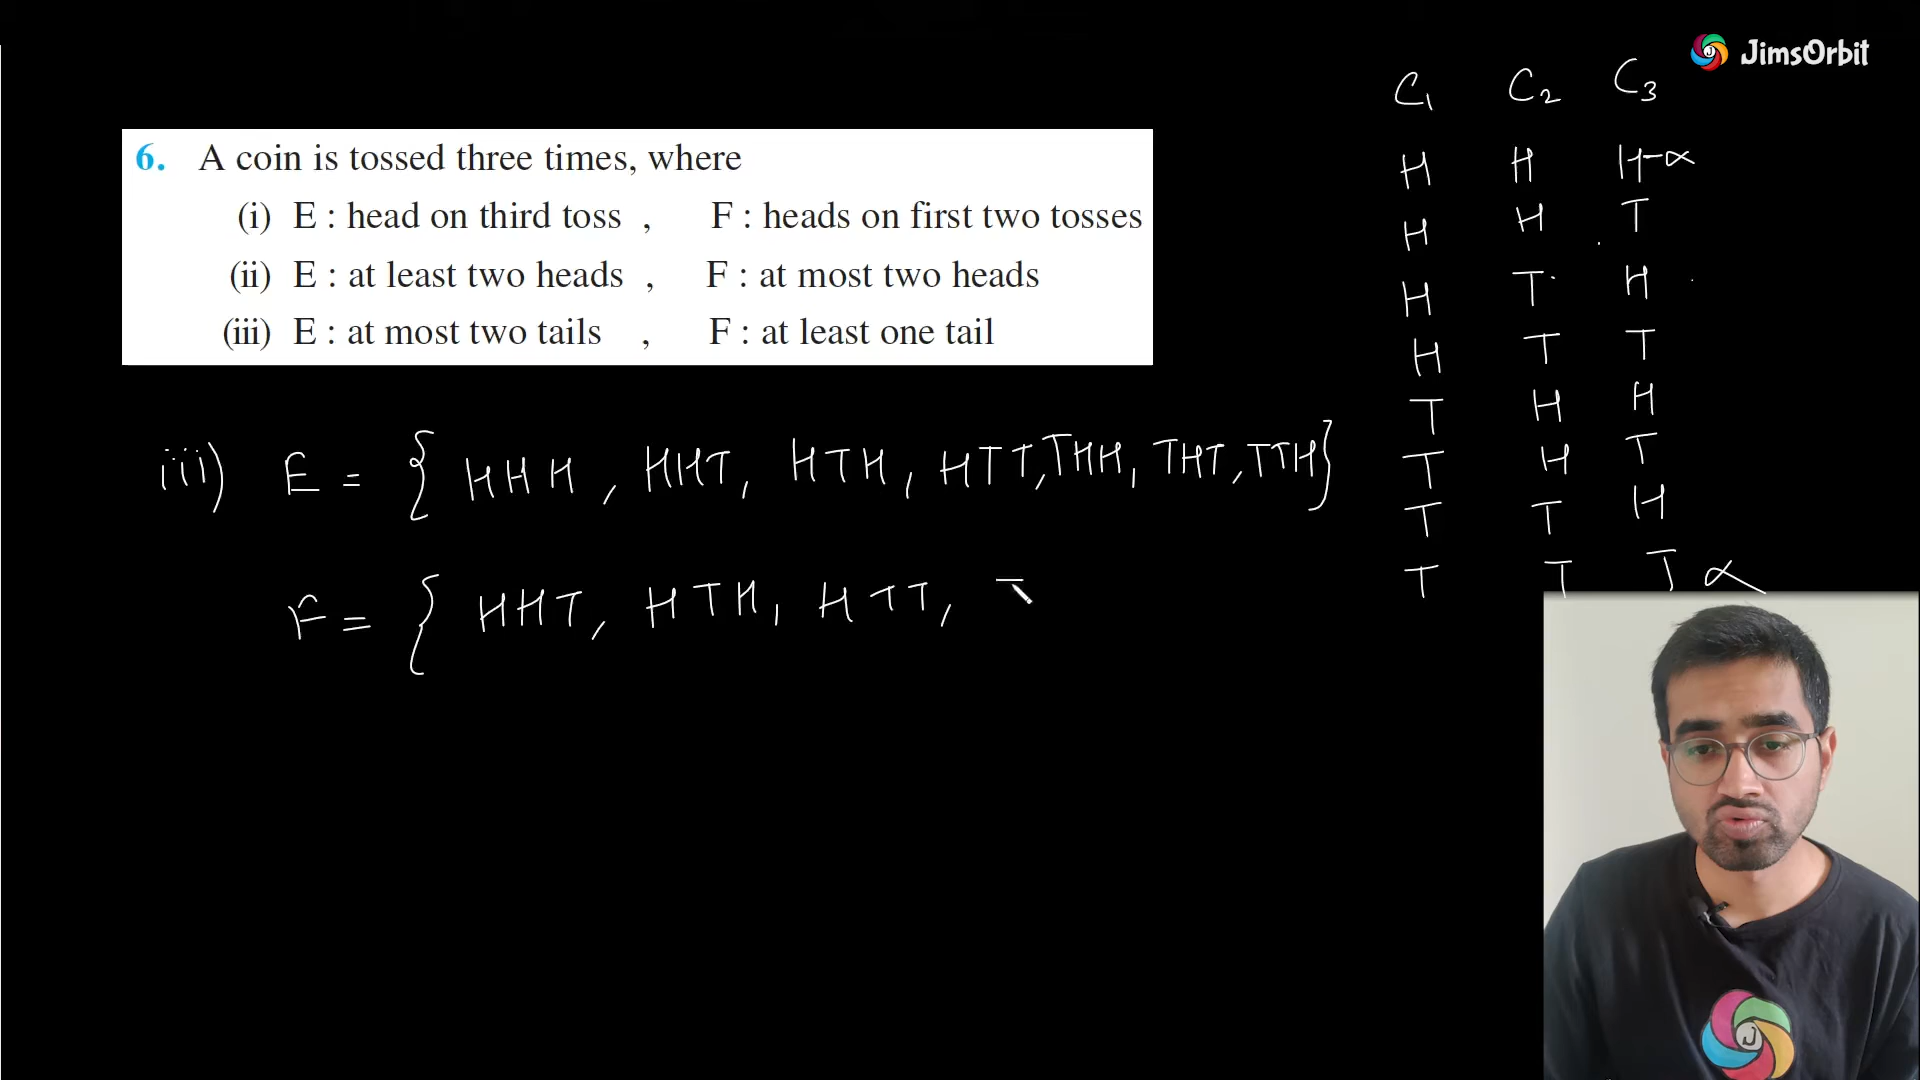 JimsOrbit
6. A coin is tossed three times, where
(i) E : head on third toss , F : heads on first two tosses
(ii) E : at least two heads , F : at most two heads
(iii) E : at most two tails , F : at least one tail
iii) E = { HHH, HHT, HTH, HTT, THH, THT, TTH}
F = { HHT, HTH, HTT, T
C1 C2 C3
H H H-α
H H T
H T H
H T T
T H H
T H T
T T H
T T T α
J